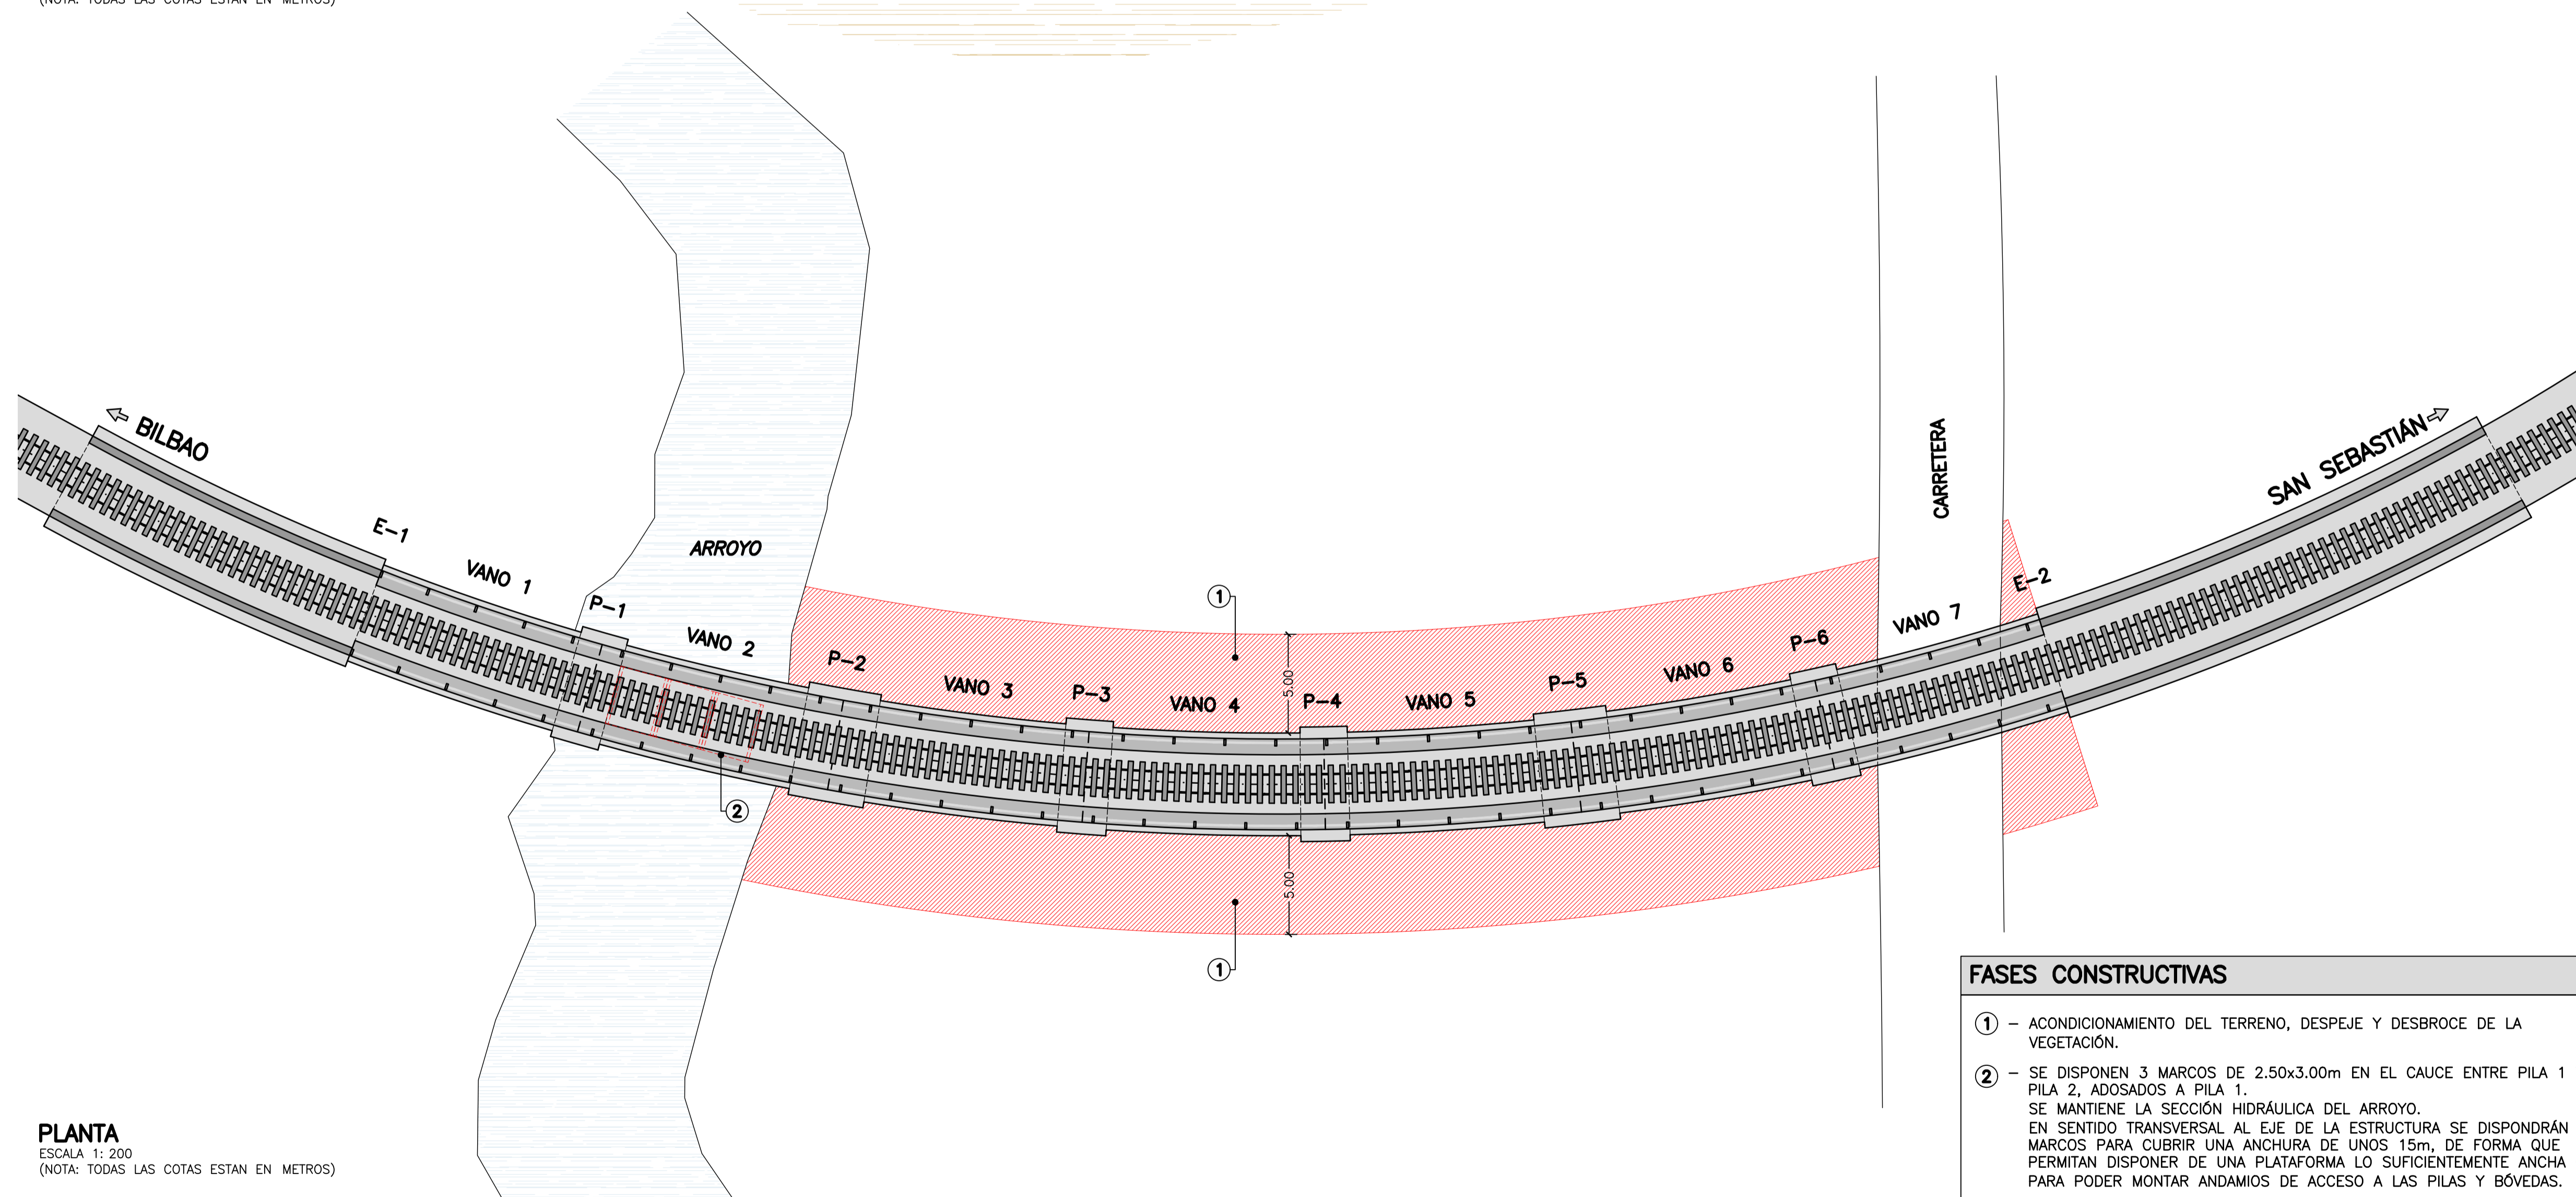 (NOTA: TODAS LAS COTAS ESTAN EN METROS)
BILBAO
SAN SEBASTIÁN
CARRETERA
E-1
VANO 1
ARROYO
P-1
VANO 2
P-2
VANO 3
P-3
VANO 4
P-4
VANO 5
P-5
VANO 6
P-6
VANO 7
E-2
1
5.00
2
5.00
1
FASES CONSTRUCTIVAS
1 - ACONDICIONAMIENTO DEL TERRENO, DESPEJE Y DESBROCE DE LA
VEGETACIÓN.
2 - SE DISPONEN 3 MARCOS DE 2.50x3.00m EN EL CAUCE ENTRE PILA 1
PILA 2, ADOSADOS A PILA 1.
SE MANTIENE LA SECCIÓN HIDRÁULICA DEL ARROYO.
EN SENTIDO TRANSVERSAL AL EJE DE LA ESTRUCTURA SE DISPONDRÁN
MARCOS PARA CUBRIR UNA ANCHURA DE UNOS 15m, DE FORMA QUE
PERMITAN DISPONER DE UNA PLATAFORMA LO SUFICIENTEMENTE ANCHA
PARA PODER MONTAR ANDAMIOS DE ACCESO A LAS PILAS Y BÓVEDAS.
PLANTA
ESCALA 1: 200
(NOTA: TODAS LAS COTAS ESTAN EN METROS)